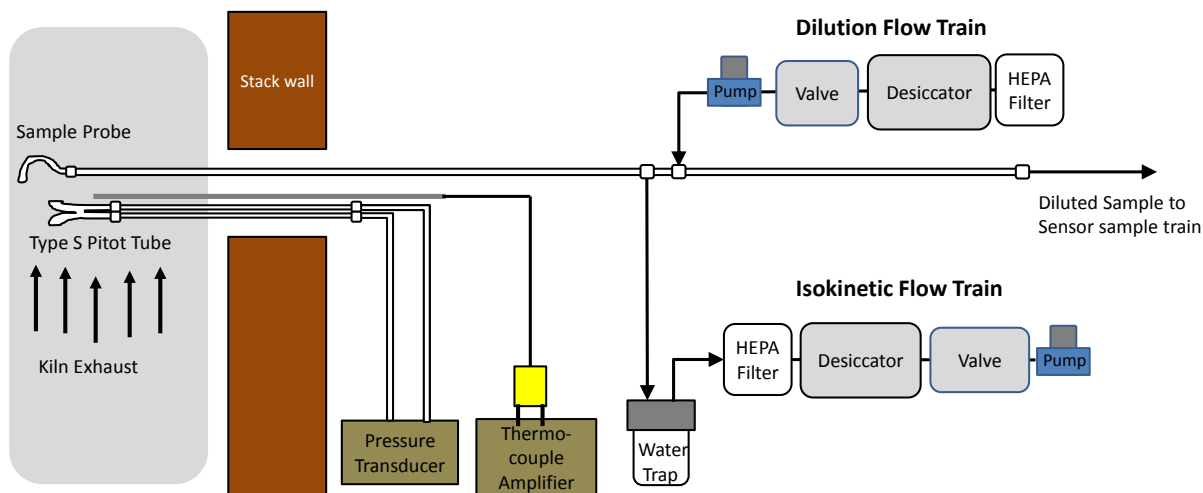 Dilution Flow Train
Stack wall
Pump
Valve
Desiccator
HEPA
Filter
Sample Probe
Diluted Sample to
Sensor sample train
Type S Pitot Tube
Isokinetic Flow Train
Kiln Exhaust
HEPA
Filter
Desiccator
Valve
Pump
Pressure
Transducer
Thermo-
couple
Amplifier
Water
Trap